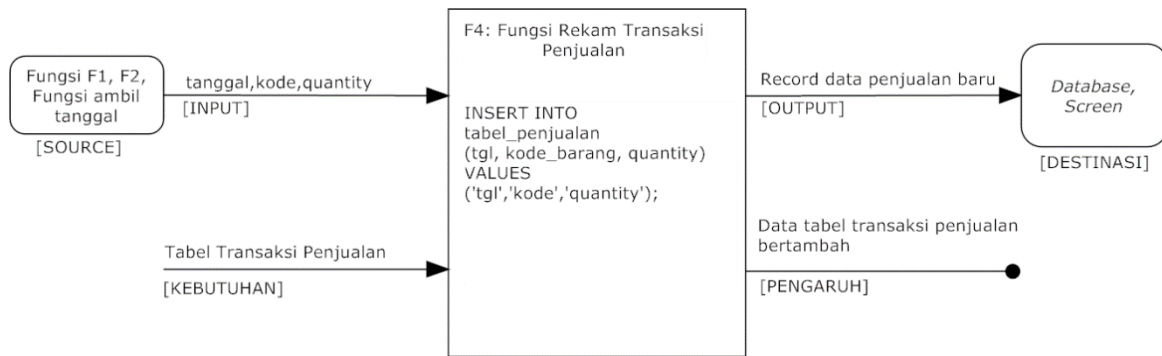 Fungsi F1, F2,
Fungsi ambil
tanggal
[SOURCE]
tanggal,kode,quantity
[INPUT]
Tabel Transaksi Penjualan
[KEBUTUHAN]
F4: Fungsi Rekam Transaksi
Penjualan
INSERT INTO
tabel_penjualan
(tgl, kode_barang, quantity)
VALUES
('tgl','kode','quantity');
Record data penjualan baru
[OUTPUT]
Data tabel transaksi penjualan
bertambah
[PENGARUH]
Database,
Screen
[DESTINASI]